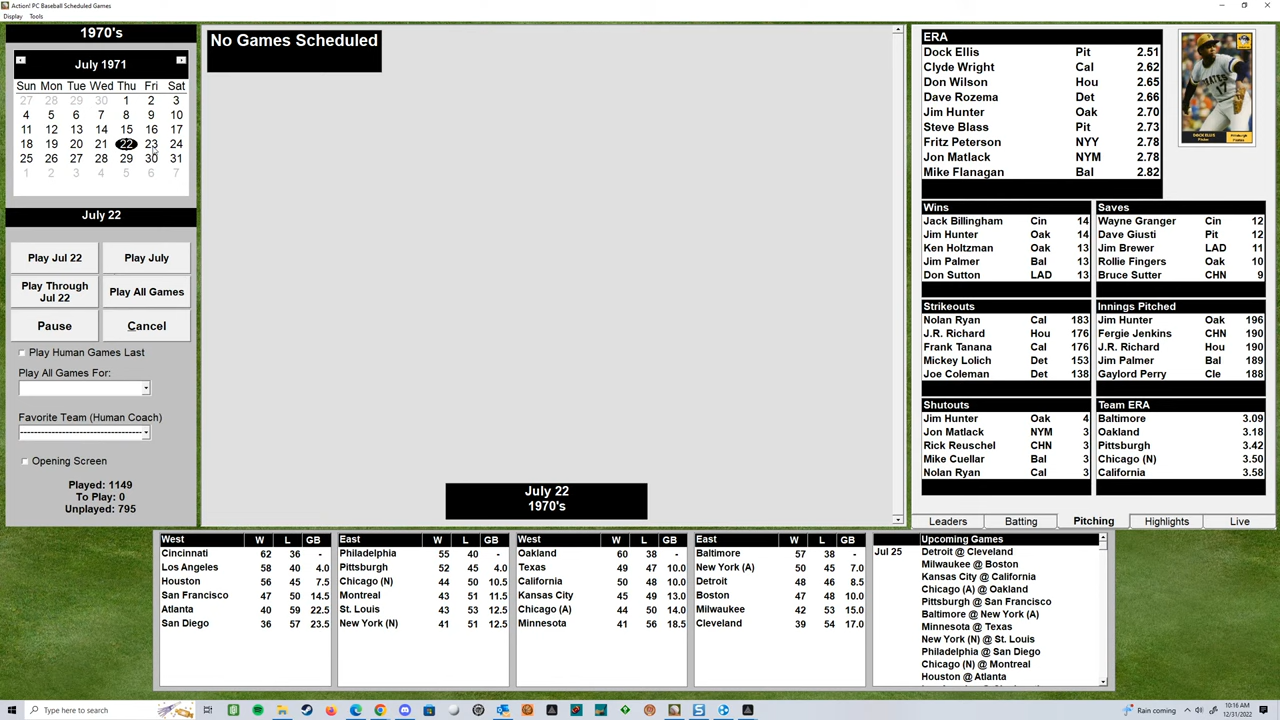 Action! PC Baseball Scheduled Games
Display Tools
1970's
July 1971
Sun Mon Tue Wed Thu Fri Sat
27 28 29 30 1 2 3
4 5 6 7 8 9 10
11 12 13 14 15 16 17
18 19 20 21 22 23 24
25 26 27 28 29 30 31
1 2 3 4 5 6 7
July 22
Play Jul 22 Play July
Play Through Jul 22 Play All Games
Pause Cancel
Play Human Games Last
Play All Games For:
Favorite Team (Human Coach)
Opening Screen
Played: 1149
To Play: 0
Unplayed: 795
No Games Scheduled
July 22
1970's
ERA
Dock Ellis Pit 2.51
Clyde Wright Cal 2.62
Don Wilson Hou 2.65
Dave Rozema Det 2.66
Jim Hunter Oak 2.70
Steve Blass Pit 2.73
Fritz Peterson NYY 2.78
Jon Matlack NYM 2.78
Mike Flanagan Bal 2.82
PIRATES
17
DOCK ELLIS
Wins
Jack Billingham Cin 14
Jim Hunter Oak 14
Ken Holtzman Oak 13
Jim Palmer Bal 13
Don Sutton LAD 13
Saves
Wayne Granger Cin 12
Dave Giusti Pit 12
Jim Brewer LAD 11
Rollie Fingers Oak 10
Bruce Sutter CHN 9
Strikeouts
Nolan Ryan Cal 183
J.R. Richard Hou 176
Frank Tanana Cal 176
Mickey Lolich Det 153
Joe Coleman Det 138
Innings Pitched
Jim Hunter Oak 196
Fergie Jenkins CHN 190
J.R. Richard Hou 190
Jim Palmer Bal 189
Gaylord Perry Cle 188
Shutouts
Jim Hunter Oak 4
Jon Matlack NYM 3
Rick Reuschel CHN 3
Mike Cuellar Bal 3
Nolan Ryan Cal 3
Team ERA
Baltimore 3.09
Oakland 3.18
Pittsburgh 3.42
Chicago (N) 3.50
California 3.58
Leaders Batting Pitching Highlights Live
West W L GB
Cincinnati 62 36 -
Los Angeles 58 40 4.0
Houston 56 45 7.5
San Francisco 47 50 14.5
Atlanta 40 59 22.5
San Diego 36 57 23.5
East W L GB
Philadelphia 55 40 -
Pittsburgh 52 45 4.0
Chicago (N) 44 50 10.5
Montreal 43 51 11.5
St. Louis 43 53 12.5
New York (N) 41 51 12.5
West W L GB
Oakland 60 38 -
Texas 49 47 10.0
California 50 48 10.0
Kansas City 45 49 13.0
Chicago (A) 44 50 14.0
Minnesota 41 56 18.5
East W L GB
Baltimore 57 38 -
New York (A) 50 45 7.0
Detroit 48 46 8.5
Boston 47 48 10.0
Milwaukee 42 53 15.0
Cleveland 39 54 17.0
Upcoming Games
Jul 25 Detroit @ Cleveland
Milwaukee @ Boston
Kansas City @ California
Chicago (A) @ Oakland
Pittsburgh @ San Francisco
Baltimore @ New York (A)
Minnesota @ Texas
New York (N) @ St. Louis
Philadelphia @ San Diego
Chicago (N) @ Montreal
Houston @ Atlanta
Type here to search
Rain coming
10:16 AM
12/31/2022